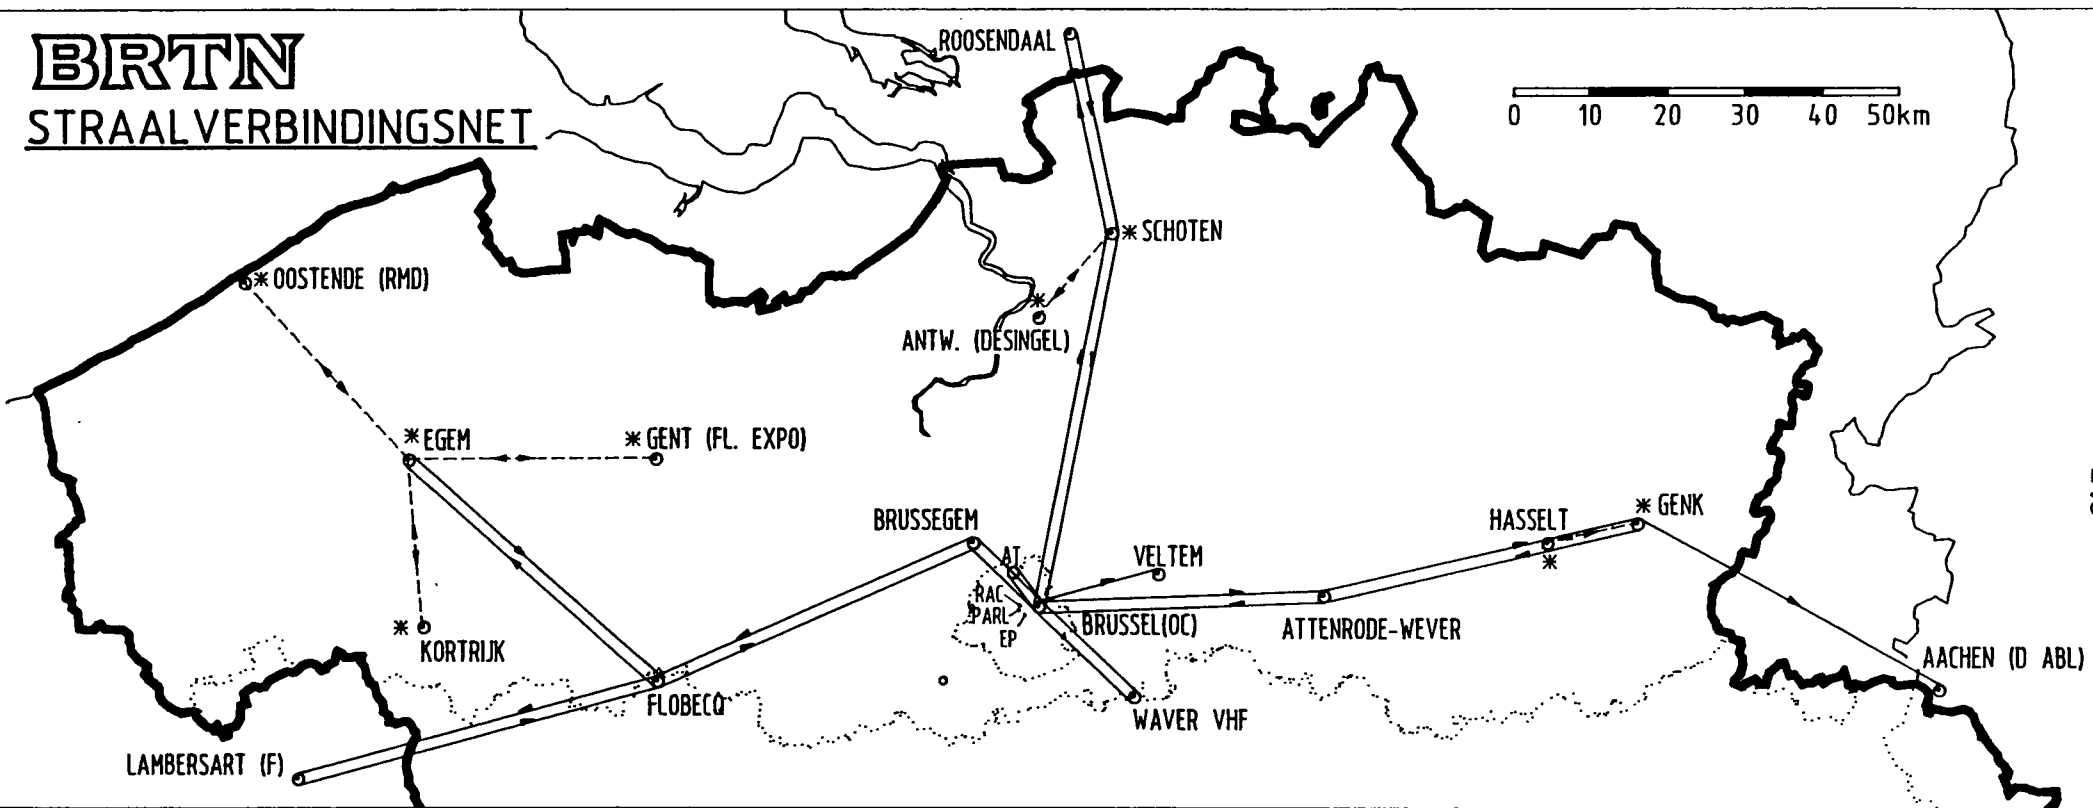 BRTN
STRAALVERBINDINGSNET
ROOSENDAAL
0 10 20 30 40 50km
* SCHOTEN
* OOSTENDE (RMD)
*
ANTW. (DESINGEL)
* EGEM
* GENT (FL. EXPO)
BRUSSEGEM
HASSELT
*
* GENK
AT
VELTEM
RAC
PARL
EP
BRUSSEL(OC)
ATTENRODE-WEVER
* KORTRIJK
AACHEN (D ABL)
FLOBECQ
WAVER VHF
LAMBERSART (F)